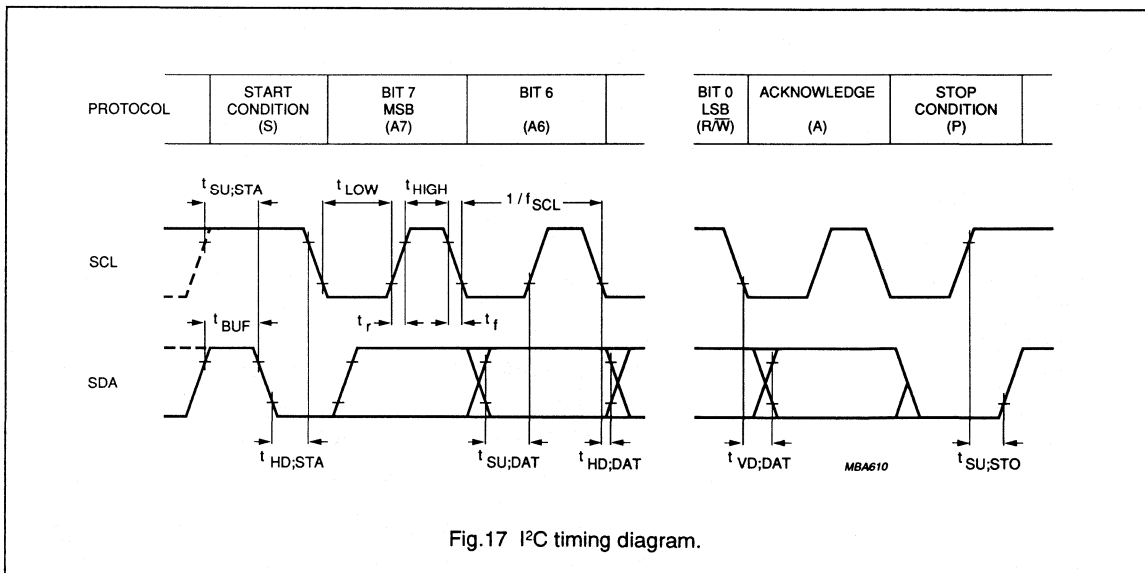 PROTOCOL
START CONDITION (S)
BIT 7 MSB (A7)
BIT 6 (A6)
BIT 0 LSB (R/W̅)
ACKNOWLEDGE (A)
STOP CONDITION (P)
t SU;STA
t LOW
t HIGH
1 / f SCL
SCL
t BUF
t r
t f
SDA
t HD;STA
t SU;DAT
t HD;DAT
t VD;DAT
MBA610
t SU;STO
Fig.17 I²C timing diagram.